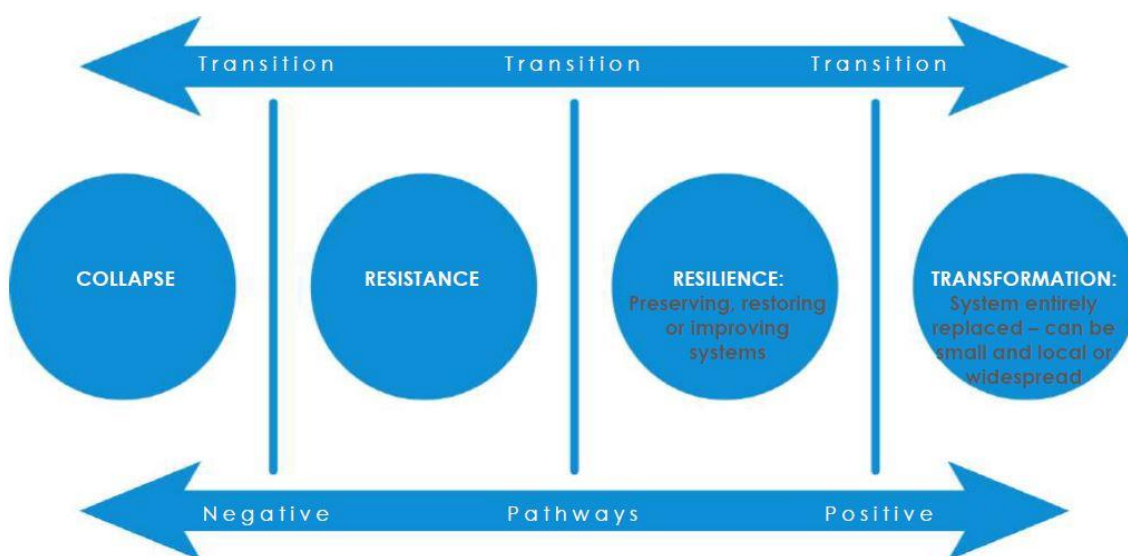 Transition Transition Transition
COLLAPSE
RESISTANCE
RESILIENCE:
Preserving, restoring
or improving
systems
TRANSFORMATION:
System entirely
replaced – can be
small and local or
widespread
Negative Pathways Positive